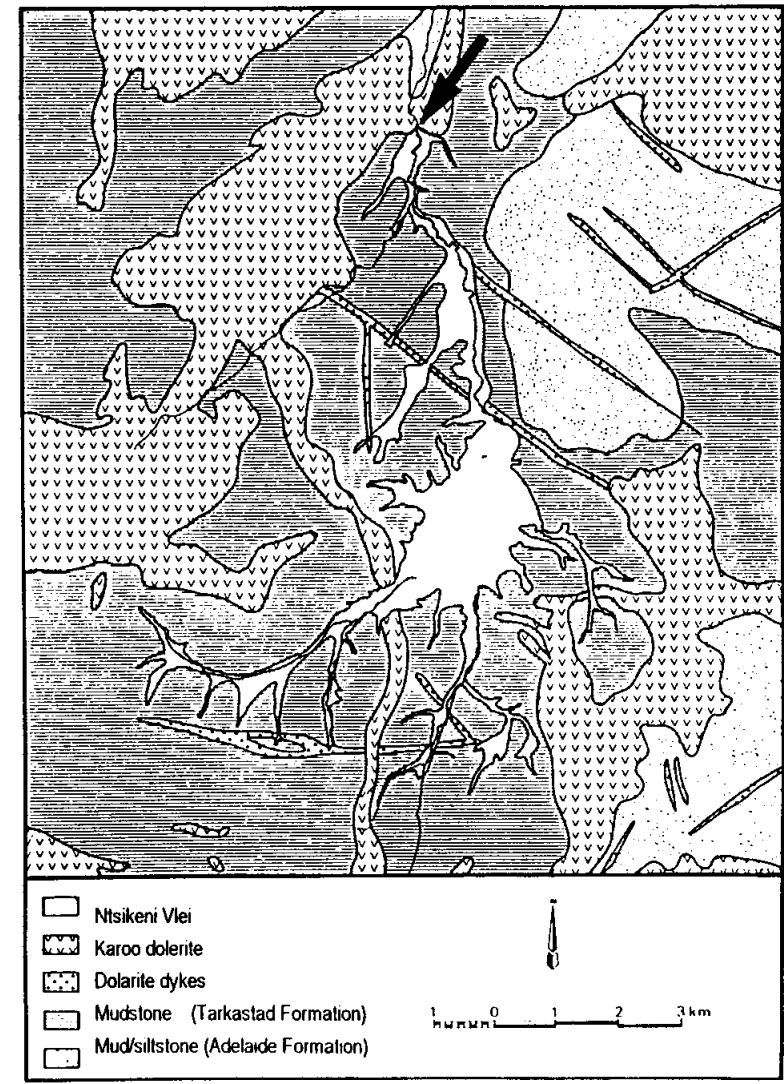 Ntsikeni Vlei
Karoo dolerite
Dolarite dykes
Mudstone (Tarkastad Formation)
Mud/siltstone (Adelaide Formation)
1 0 1 2 3 km